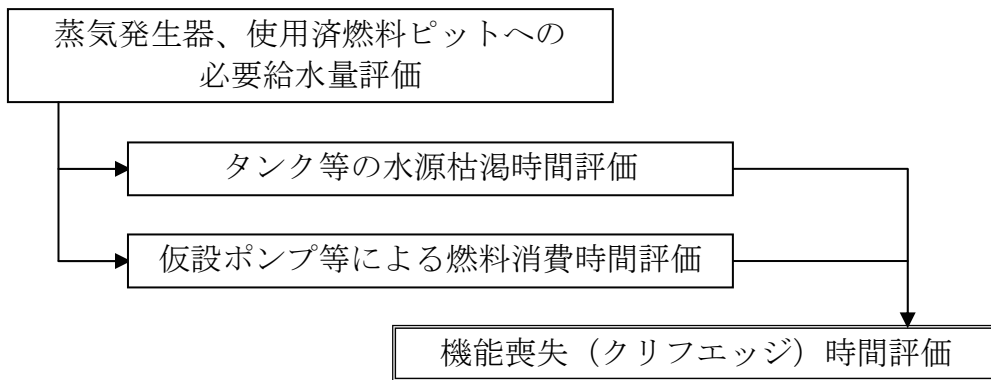 蒸気発生器、使用済燃料ピットへの
必要給水量評価
タンク等の水源枯渇時間評価
仮設ポンプ等による燃料消費時間評価
機能喪失（クリフエッジ）時間評価